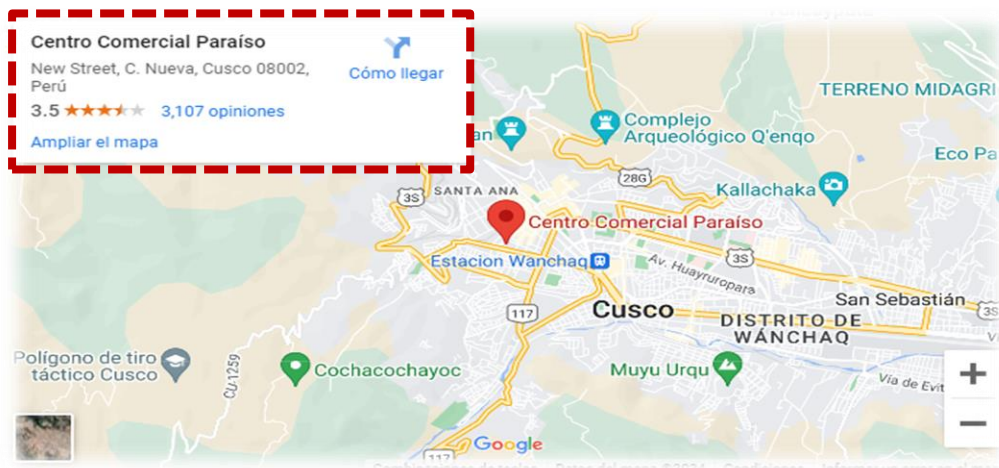 Centro Comercial Paraíso
New Street, C. Nueva, Cusco 08002,
Perú
Cómo llegar
3.5
3,107 opiniones
Ampliar el mapa
TERRENO MIDAGRI
Complejo
Arqueológico Q'enqo
Eco Pa
28G
Kallachaka
3S
SANTA ANA
Centro Comercial Paraíso
Estacion Wanchaq
3S
Av. Huayruropata
San Sebastián
3S
117
Cusco
DISTRITO DE
WÁNCHAQ
Polígono de tiro
táctico Cusco
CU-1239
Cochacochayoc
Muyu Urqu
Vía de Evit
+
−
Google
117